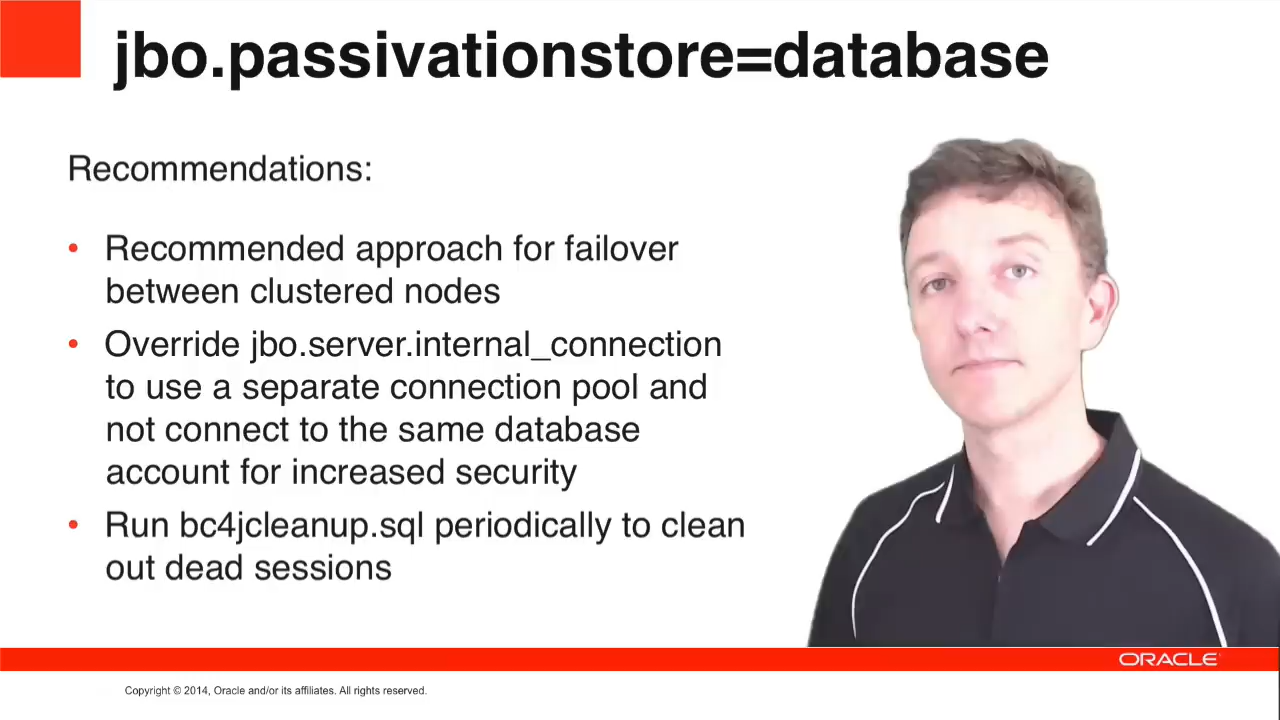 jbo.passivationstore=database
Recommendations:
• Recommended approach for failover
between clustered nodes
• Override jbo.server.internal_connection
to use a separate connection pool and
not connect to the same database
account for increased security
• Run bc4jcleanup.sql periodically to clean
out dead sessions
ORACLE
Copyright © 2014, Oracle and/or its affiliates. All rights reserved.